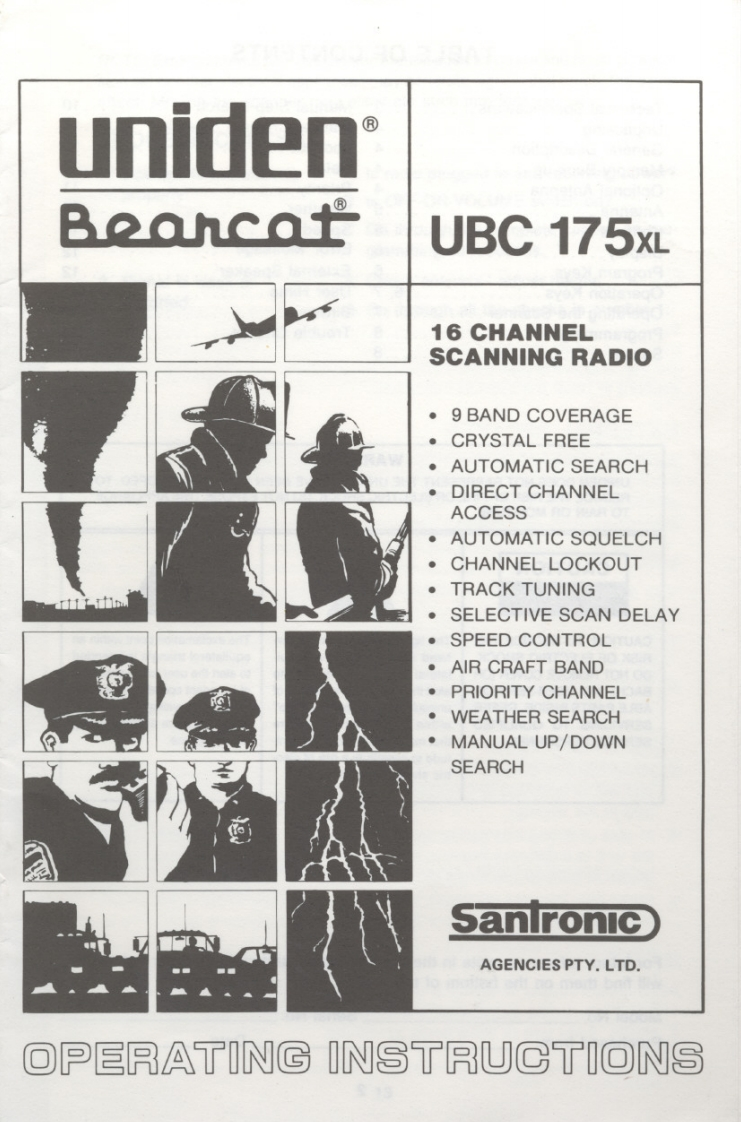 uniden®
Bearcat®
UBC 175XL
16 CHANNEL
SCANNING RADIO
• 9 BAND COVERAGE
• CRYSTAL FREE
• AUTOMATIC SEARCH
• DIRECT CHANNEL
ACCESS
• AUTOMATIC SQUELCH
• CHANNEL LOCKOUT
• TRACK TUNING
• SELECTIVE SCAN DELAY
• SPEED CONTROL
• AIR CRAFT BAND
• PRIORITY CHANNEL
• WEATHER SEARCH
• MANUAL UP/DOWN
SEARCH
Santronic
AGENCIES PTY. LTD.
OPERATING INSTRUCTIONS